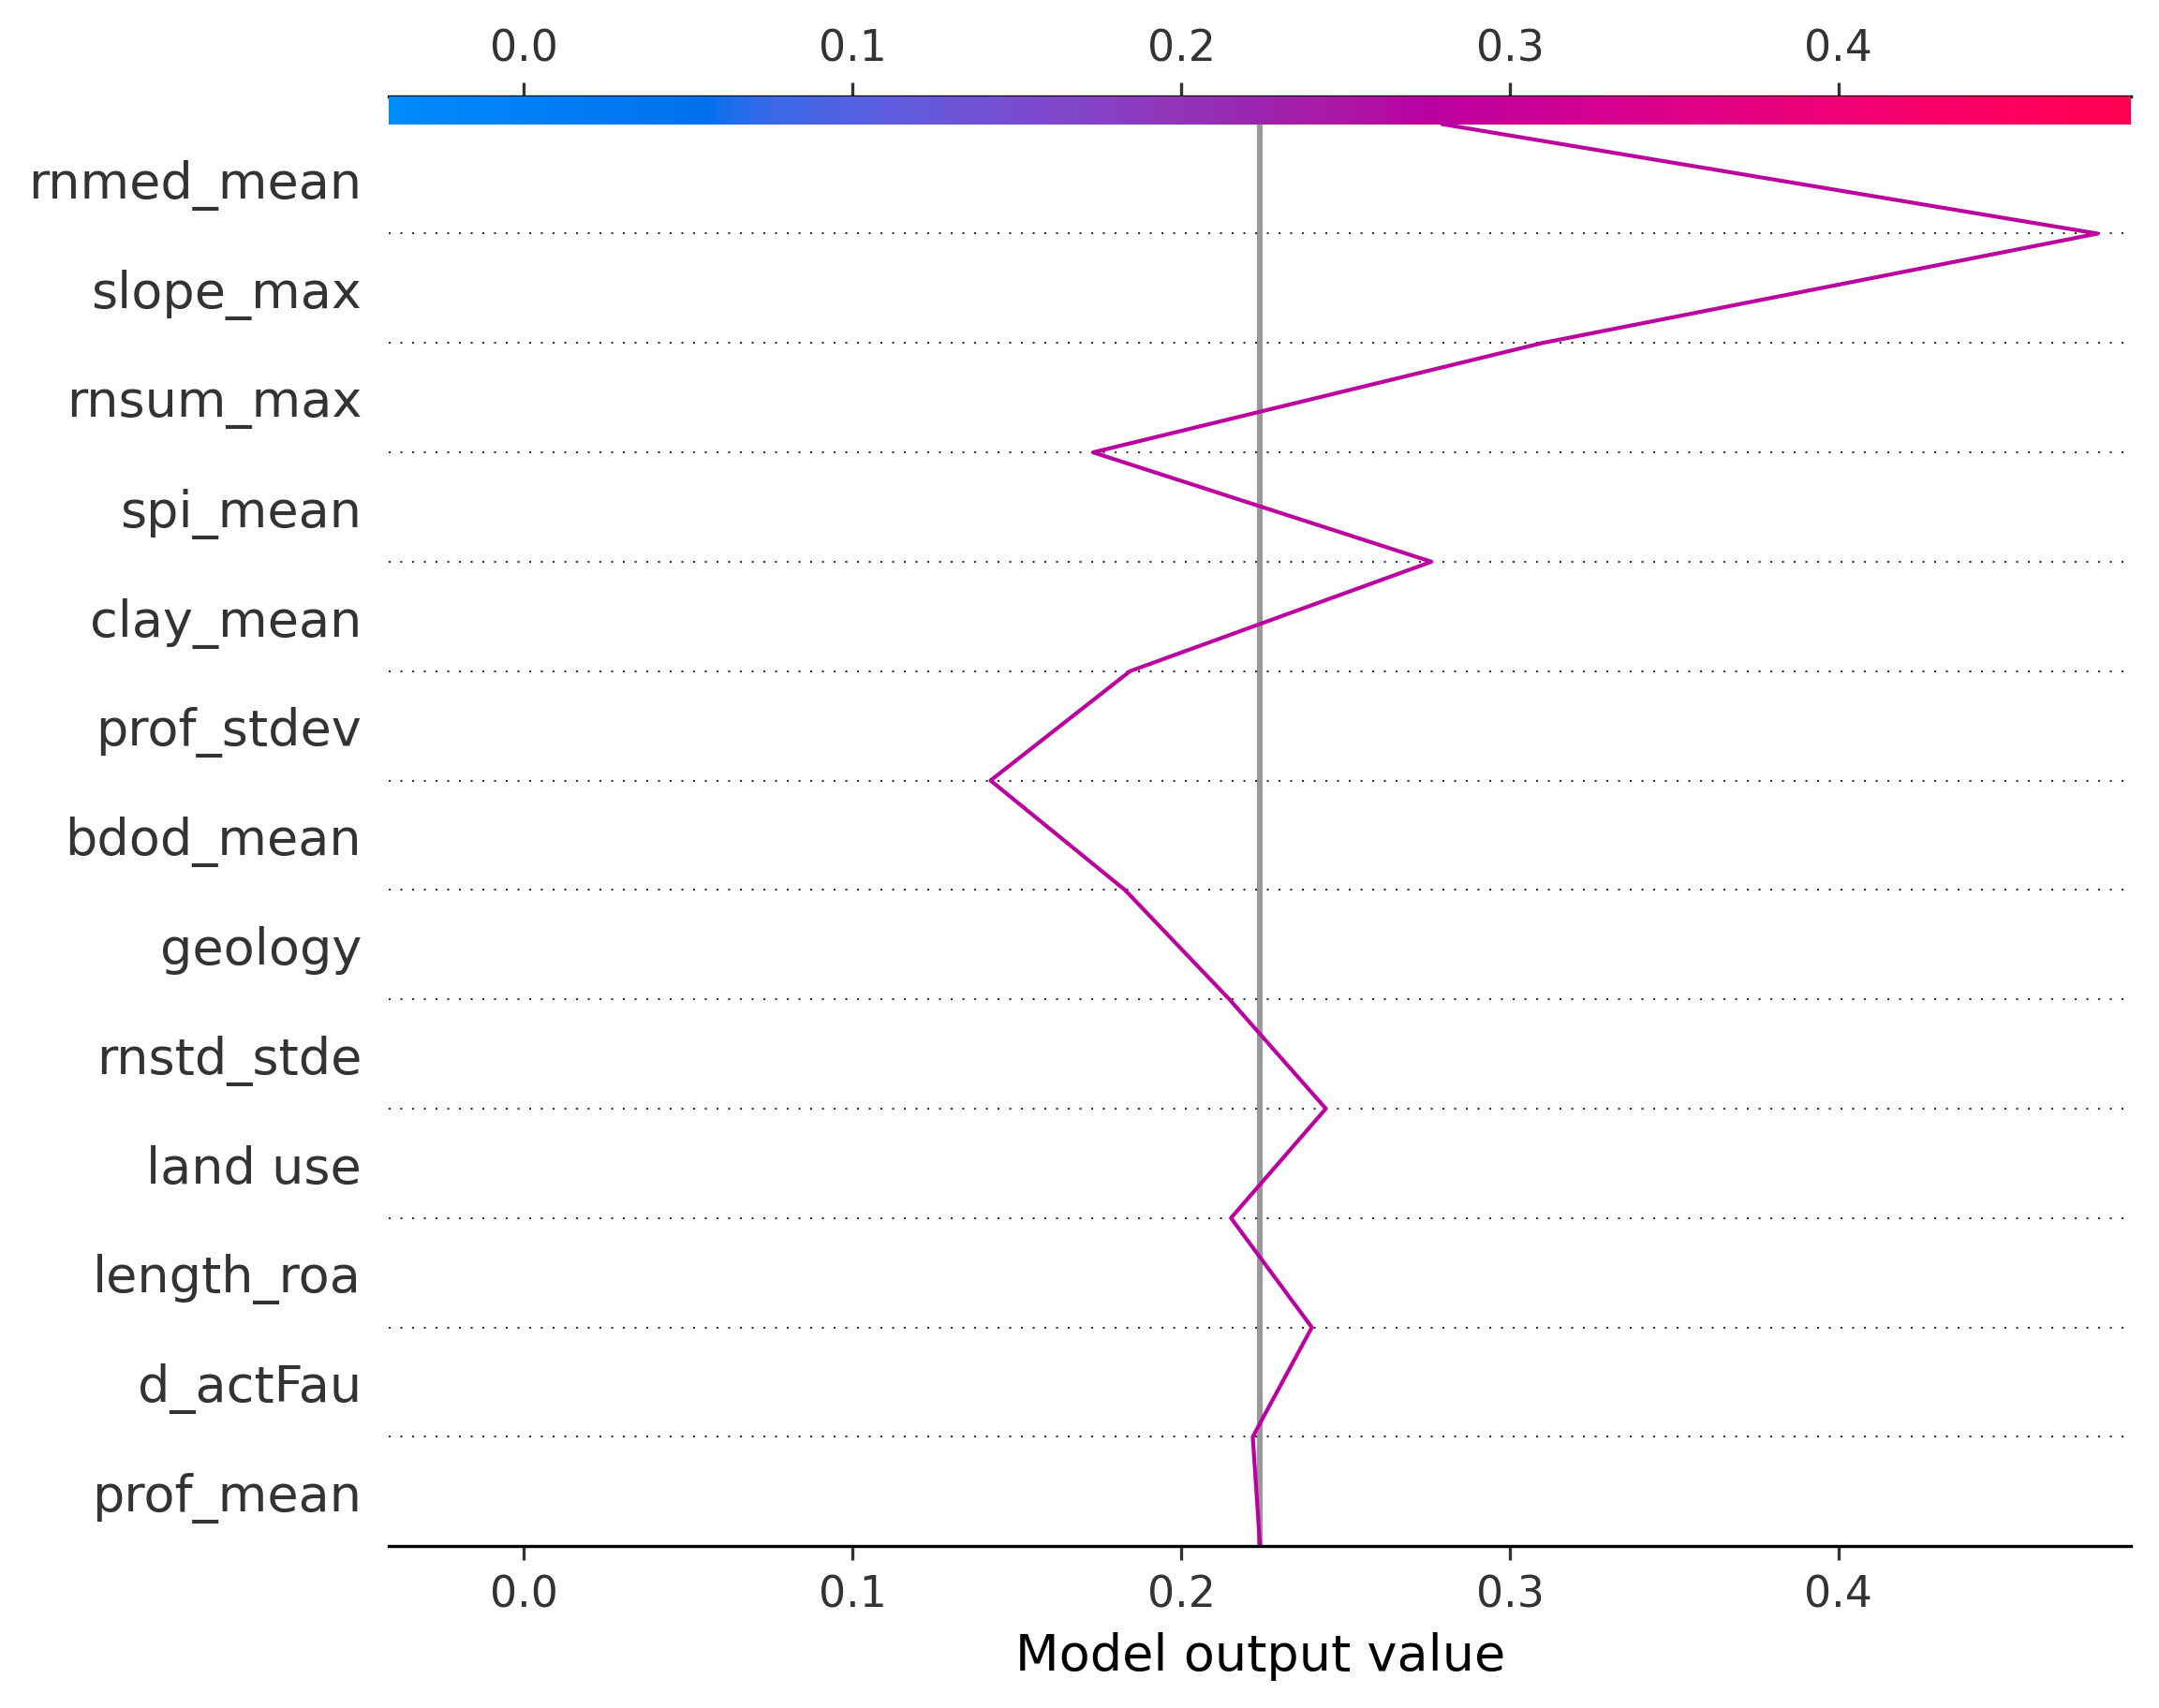 0.0 0.1 0.2 0.3 0.4
rnmed_mean
slope_max
rnsum_max
spi_mean
clay_mean
prof_stdev
bdod_mean
geology
rnstd_stde
land use
length_roa
d_actFau
prof_mean
0.0 0.1 0.2 0.3 0.4
Model output value